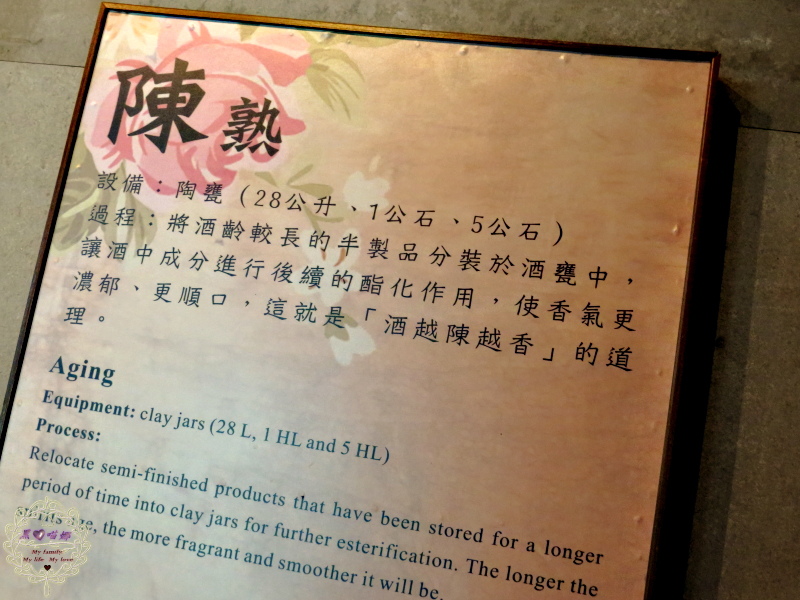 陳熟
設備：陶甕（28公升、1公石、5公石）
過程：將酒齡較長的半製品分裝於酒甕中，
讓酒中成分進行後續的酯化作用，使香氣更
濃郁、更順口，這就是「酒越陳越香」的道
理。
Aging
Equipment: clay jars (28 L, 1 HL and 5 HL)
Process:
Relocate semi-finished products that have been stored for a longer
period of time into clay jars for further esterification. The longer the
spirits age, the more fragrant and smoother it will be.
My family
My life My love